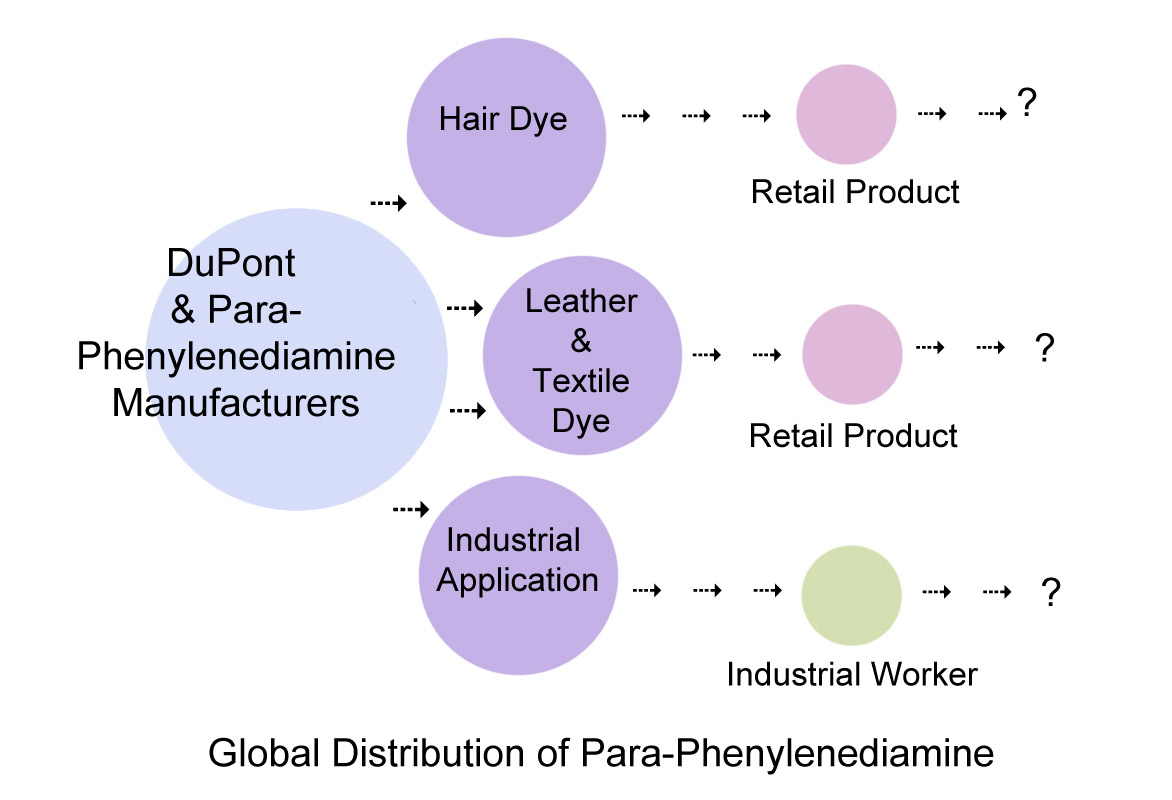 Hair Dye
?
Retail Product
DuPont
& Para-
Phenylenediamine
Manufacturers
Leather
&
Textile
Dye
?
Retail Product
Industrial
Application
?
Industrial Worker
Global Distribution of Para-Phenylenediamine